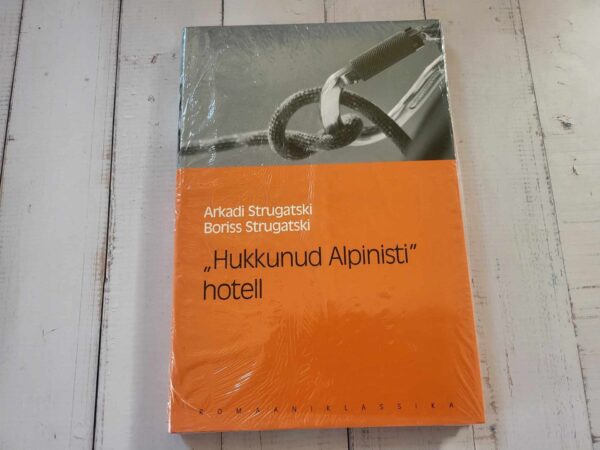 Arkadi Strugatski
Boriss Strugatski
„Hukkunud Alpinisti”
hotell
ROMAANIKLASSIKA